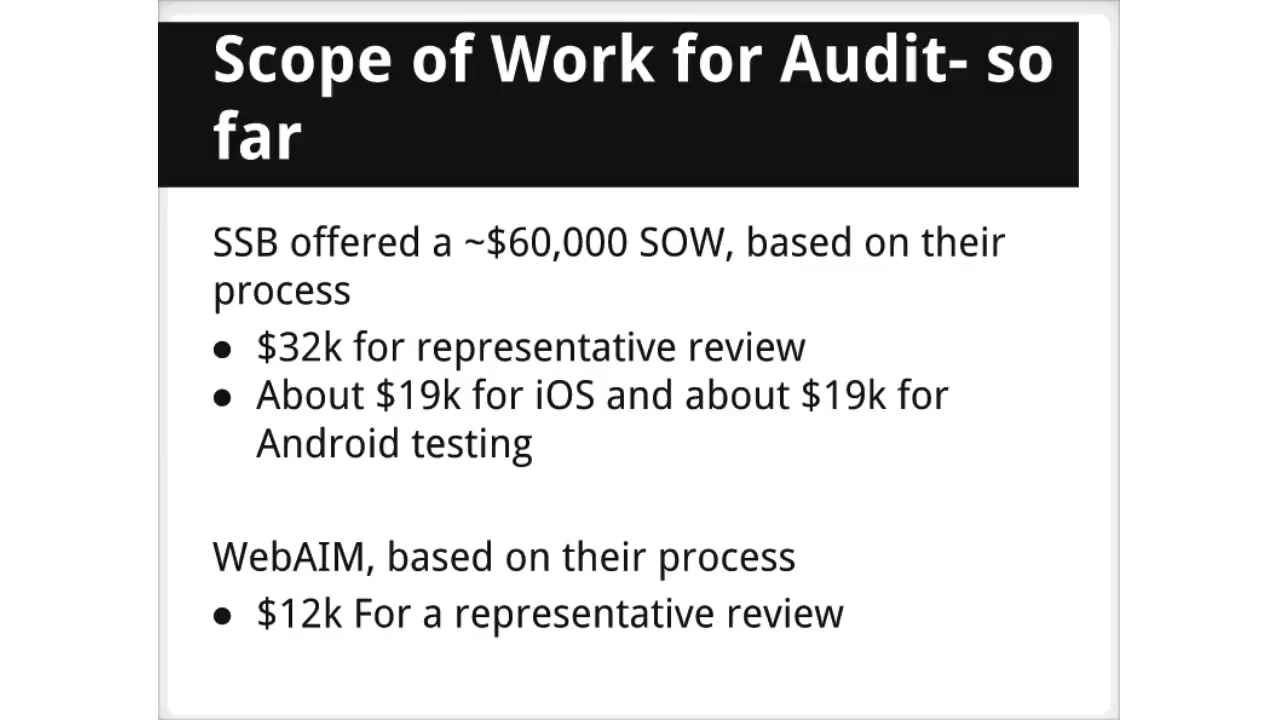 Scope of Work for Audit- so
far
SSB offered a ~$60,000 SOW, based on their
process
● $32k for representative review
● About $19k for iOS and about $19k for
Android testing
WebAIM, based on their process
● $12k For a representative review